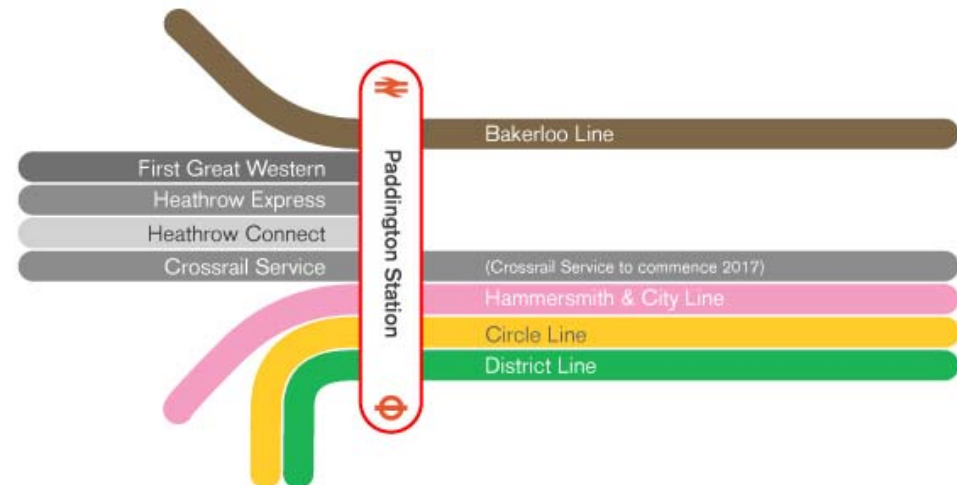 Bakerloo Line
First Great Western
Heathrow Express
Heathrow Connect
Crossrail Service
(Crossrail Service to commence 2017)
Paddington Station
Hammersmith & City Line
Circle Line
District Line